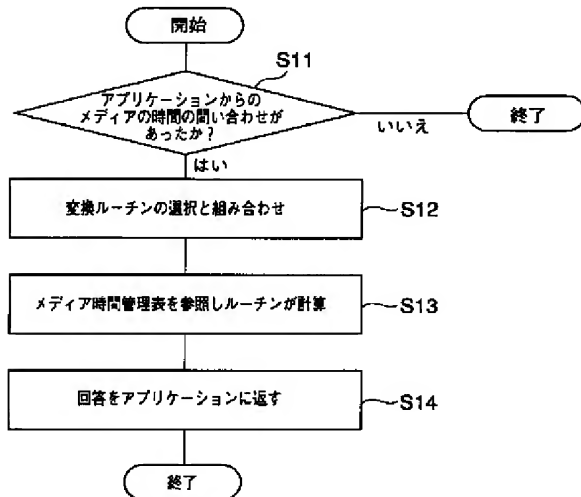 開始
S11
アプリケーションからの
メディアの時間の問い合わせが
あったか？
いいえ
終了
はい
変換ルーチンの選択と組み合わせ
S12
メディア時間管理表を参照しルーチンが計算
S13
回答をアプリケーションに返す
S14
終了